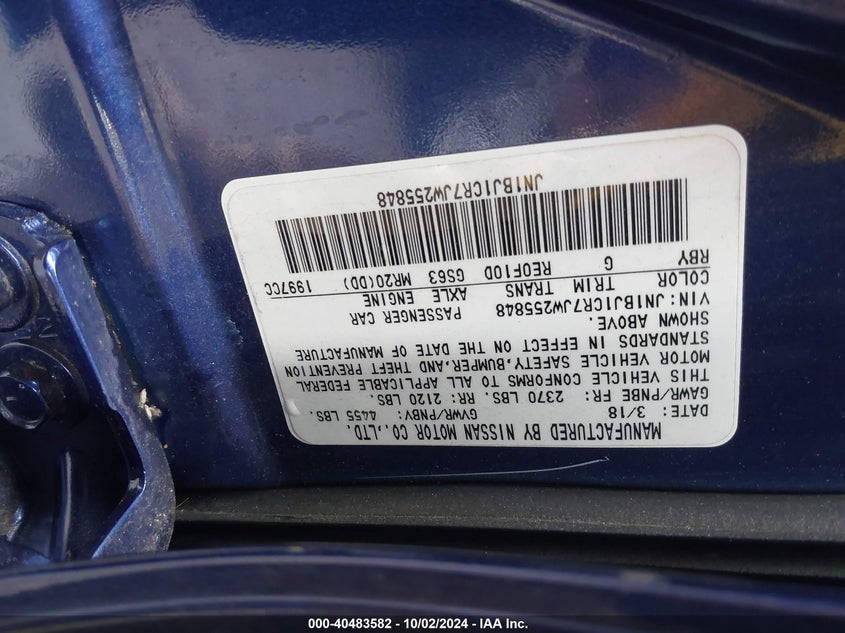 MANUFACTURED BY NISSAN MOTOR CO.,LTD.
DATE: 3/18 GVWR/PNBV: 4455 LBS.
GAWR/PNBE FR: 2370 LBS. RR: 2120 LBS.
THIS VEHICLE CONFORMS TO ALL APPLICABLE FEDERAL
MOTOR VEHICLE SAFETY,BUMPER,AND THEFT PREVENTION
STANDARDS IN EFFECT ON THE DATE OF MANUFACTURE
SHOWN ABOVE.
VIN:JN1BJ1CR7JW255848 PASSENGER CAR
COLOR TRIM TRANS AXLE ENGINE
RBY G RE0F10D GS63 MR20(DD) 1997CC
JN1BJ1CR7JW255848
000-40483582 - 10/02/2024 - IAA Inc.